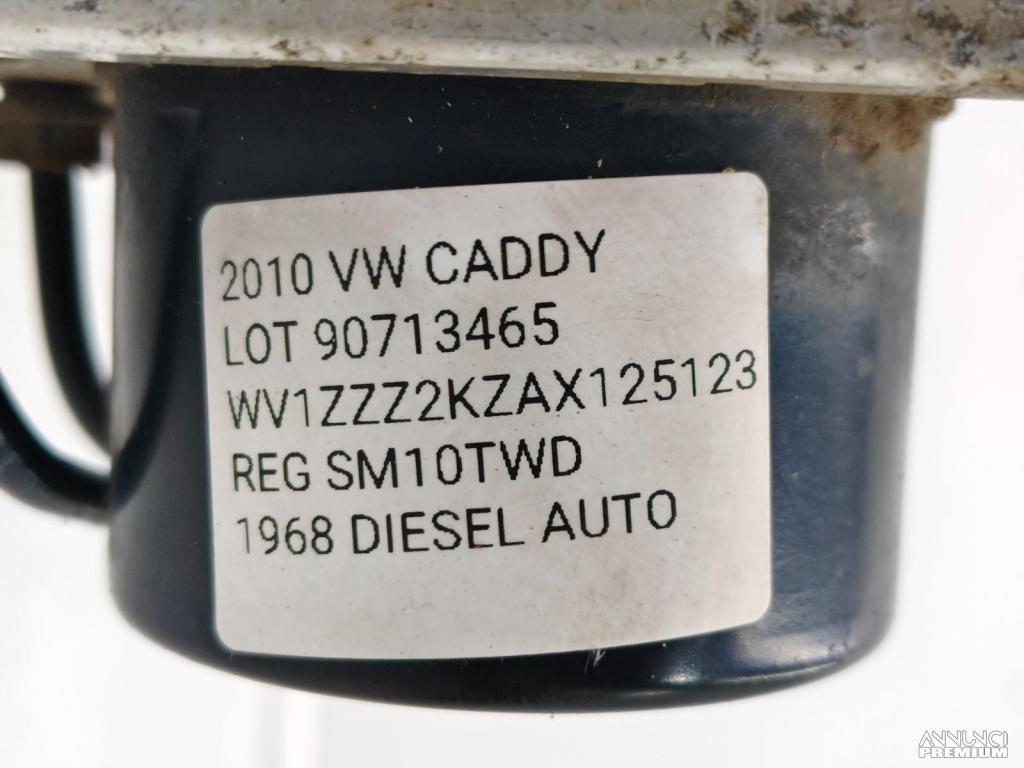 2010 VW CADDY
LOT 90713465
WV1ZZZ2KZAX125123
REG SM10TWD
1968 DIESEL AUTO
ANNUNCI
PREMIUM